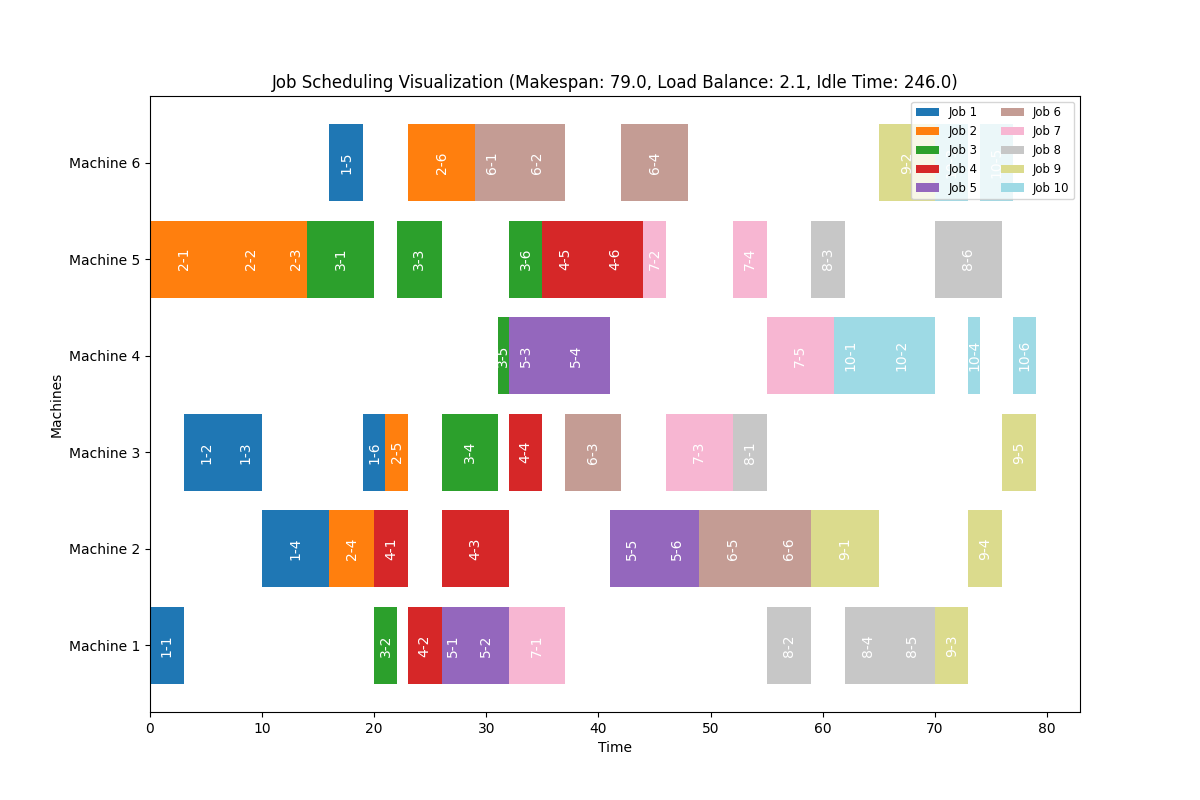 Job Scheduling Visualization (Makespan: 79.0, Load Balance: 2.1, Idle Time: 246.0)
Job 1 Job 6
Job 2 Job 7
Job 3 Job 8
Job 4 Job 9
Job 5 Job 10
Machine 6 1-5 2-6 6-1 6-2 6-4 9-2
Machine 5 2-1 2-2 2-3 3-1 3-3 3-6 4-5 4-6 7-2 7-4 8-3 8-6
Machine 4 3-5 5-3 5-4 7-5 10-1 10-2 10-4 10-6
Machine 3 1-2 1-3 1-6 2-5 3-4 4-4 6-3 7-3 8-1 9-5
Machine 2 1-4 2-4 4-1 4-3 5-5 5-6 6-5 6-6 9-1 9-4
Machine 1 1-1 3-2 4-2 5-1 5-2 7-1 8-2 8-4 8-5 9-3
Machines
0 10 20 30 40 50 60 70 80
Time